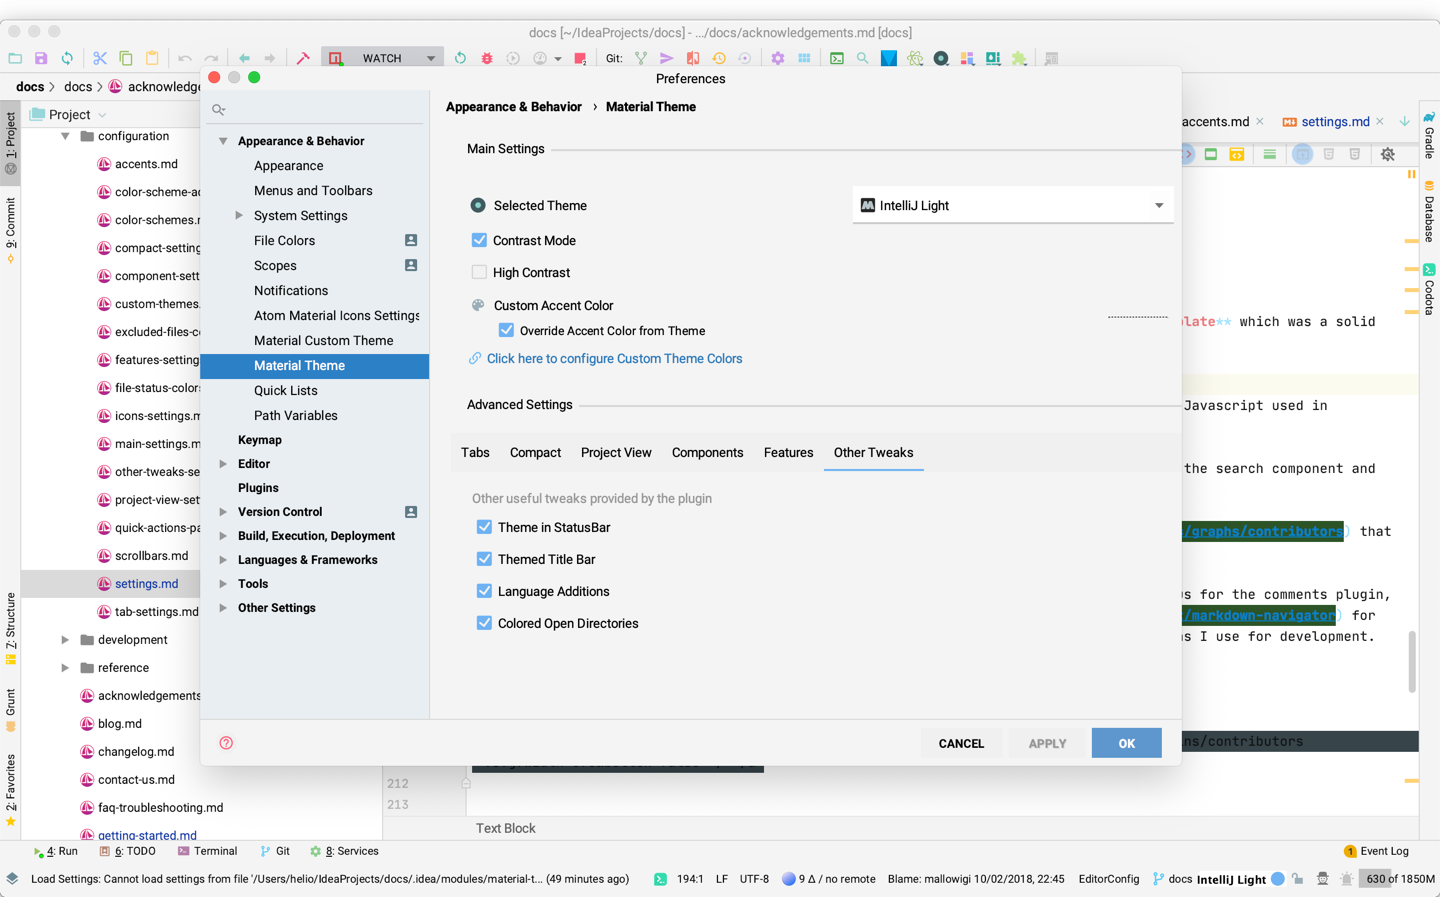 docs [~/IdeaProjects/docs] - .../docs/acknowledgements.md [docs]
WATCH
Git:
docs
docs
acknowledge
Preferences
1: Project
9: Commit
7: Structure
Grunt
2: Favorites
Project
configuration
accents.md
color-scheme-a
color-schemes.
compact-setting
component-sett
custom-themes.
excluded-files-c
features-setting
file-status-color
icons-settings.m
main-settings.m
other-tweaks-se
project-view-set
quick-actions-pa
scrollbars.md
settings.md
tab-settings.md
development
reference
acknowledgements
blog.md
changelog.md
contact-us.md
faq-troubleshooting.md
getting-started.md
Appearance & Behavior
Appearance
Menus and Toolbars
System Settings
File Colors
Scopes
Notifications
Atom Material Icons Settings
Material Custom Theme
Material Theme
Quick Lists
Path Variables
Keymap
Editor
Plugins
Version Control
Build, Execution, Deployment
Languages & Frameworks
Tools
Other Settings
Appearance & Behavior › Material Theme
Main Settings
Selected Theme
IntelliJ Light
Contrast Mode
High Contrast
Custom Accent Color
Override Accent Color from Theme
Click here to configure Custom Theme Colors
Advanced Settings
Tabs Compact Project View Components Features Other Tweaks
Other useful tweaks provided by the plugin
Theme in StatusBar
Themed Title Bar
Language Additions
Colored Open Directories
CANCEL APPLY OK
accents.md
settings.md
Gradle
Database
Codota
late** which was a solid
Javascript used in
the search component and
/graphs/contributors) that
s for the comments plugin,
/markdown-navigator) for
s I use for development.
ns/contributors
212
213
Text Block
4: Run 6: TODO Terminal Git 8: Services
1 Event Log
Load Settings: Cannot load settings from file '/Users/helio/IdeaProjects/docs/.idea/modules/material-t... (49 minutes ago)
194:1 LF UTF-8 9 Δ / no remote Blame: mallowigi 10/02/2018, 22:45 EditorConfig docs IntelliJ Light 630 of 1850M